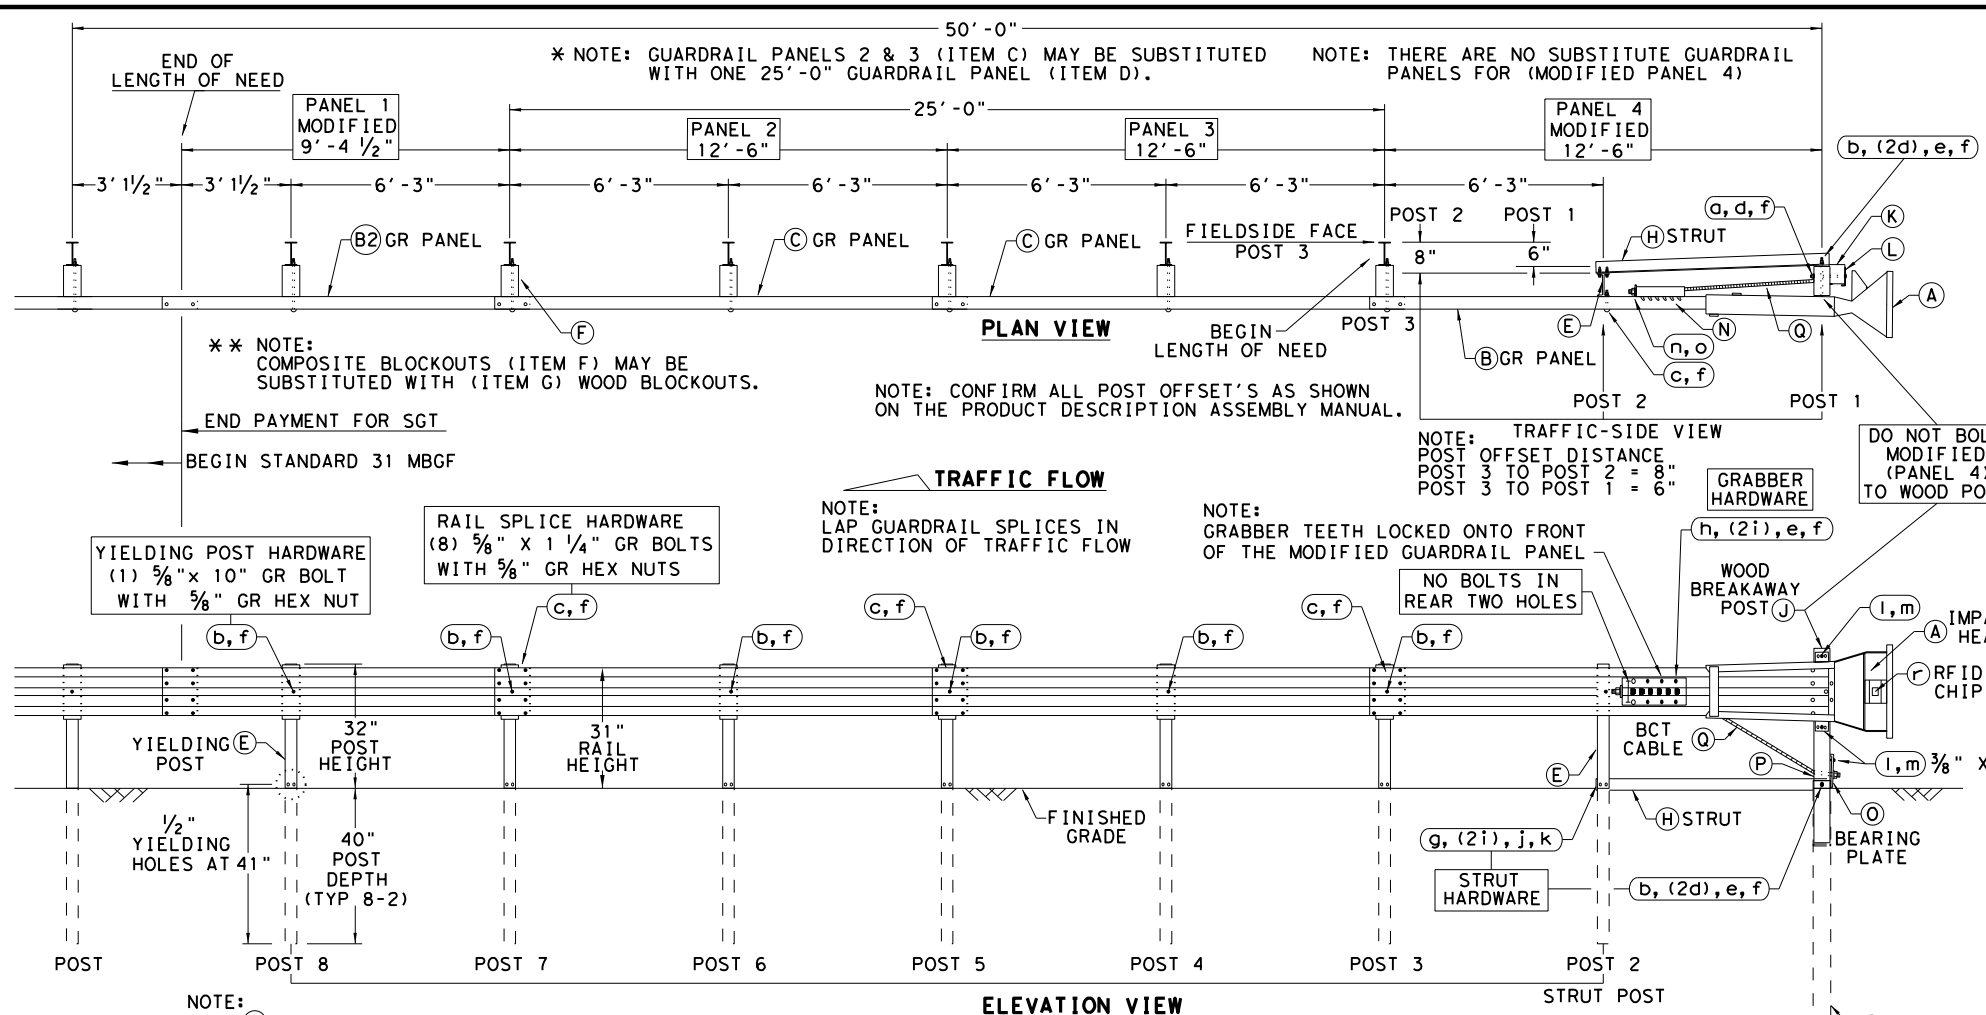 50'-0"
* NOTE: GUARDRAIL PANELS 2 & 3 (ITEM C) MAY BE SUBSTITUTED
WITH ONE 25'-0" GUARDRAIL PANEL (ITEM D).
NOTE: THERE ARE NO SUBSTITUTE GUARDRAIL
PANELS FOR (MODIFIED PANEL 4)
END OF
LENGTH OF NEED
PANEL 1
MODIFIED
9'-4 1/2"
25'-0"
PANEL 2
12'-6"
PANEL 3
12'-6"
PANEL 4
MODIFIED
12'-6"
b, (2d), e, f
3' 1 1/2"
3' 1 1/2"
6'-3"
6'-3"
6'-3"
6'-3"
6'-3"
6'-3"
POST 2
POST 1
a, d, f
K
B2 GR PANEL
C GR PANEL
C GR PANEL
FIELDSIDE FACE
POST 3
8"
6"
H STRUT
L
A
F
PLAN VIEW
BEGIN
LENGTH OF NEED
POST 3
E
N
Q
B GR PANEL
n, o
c, f
** NOTE:
COMPOSITE BLOCKOUTS (ITEM F) MAY BE
SUBSTITUTED WITH (ITEM G) WOOD BLOCKOUTS.
NOTE: CONFIRM ALL POST OFFSET'S AS SHOWN
ON THE PRODUCT DESCRIPTION ASSEMBLY MANUAL.
POST 2
POST 1
END PAYMENT FOR SGT
BEGIN STANDARD 31 MBGF
TRAFFIC-SIDE VIEW
NOTE:
POST OFFSET DISTANCE
POST 3 TO POST 2 = 8"
POST 3 TO POST 1 = 6"
DO NOT BOL
MODIFIED
(PANEL 4)
TO WOOD PO
TRAFFIC FLOW
NOTE:
LAP GUARDRAIL SPLICES IN
DIRECTION OF TRAFFIC FLOW
NOTE:
GRABBER TEETH LOCKED ONTO FRONT
OF THE MODIFIED GUARDRAIL PANEL
GRABBER
HARDWARE
h, (2i), e, f
YIELDING POST HARDWARE
(1) 5/8"x 10" GR BOLT
WITH 5/8" GR HEX NUT
RAIL SPLICE HARDWARE
(8) 5/8" X 1 1/4" GR BOLTS
WITH 5/8" GR HEX NUTS
NO BOLTS IN
REAR TWO HOLES
WOOD
BREAKAWAY
POST J
l, m
c, f
c, f
c, f
b, f
b, f
b, f
b, f
b, f
b, f
A IMPA
HEA
r RFID
CHIP
YIELDING E
POST
32"
POST
HEIGHT
31"
RAIL
HEIGHT
BCT
CABLE
Q
E
P
l, m 3/8" X
1/2"
YIELDING
HOLES AT 41"
40"
POST
DEPTH
(TYP 8-2)
FINISHED
GRADE
H STRUT
O
BEARING
PLATE
g, (2i), j, k
STRUT
HARDWARE
b, (2d), e, f
POST
POST 8
POST 7
POST 6
POST 5
POST 4
POST 3
POST 2
STRUT POST
NOTE:
ELEVATION VIEW